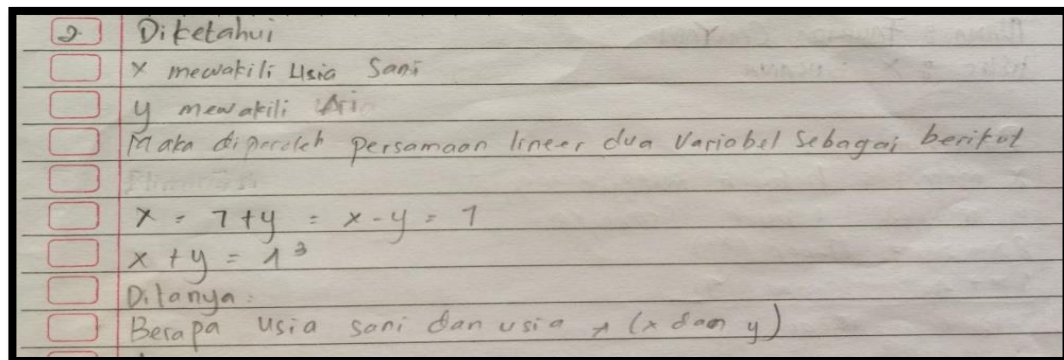 2. Diketahui
x mewakili usia Sani
y mewakili Ari
Maka diperoleh persamaan lineer dua variabel sebagai berikut
x = 7 + y = x - y = 7
x + y = 13
Ditanya :
Berapa usia sani dan usia (x dan y)